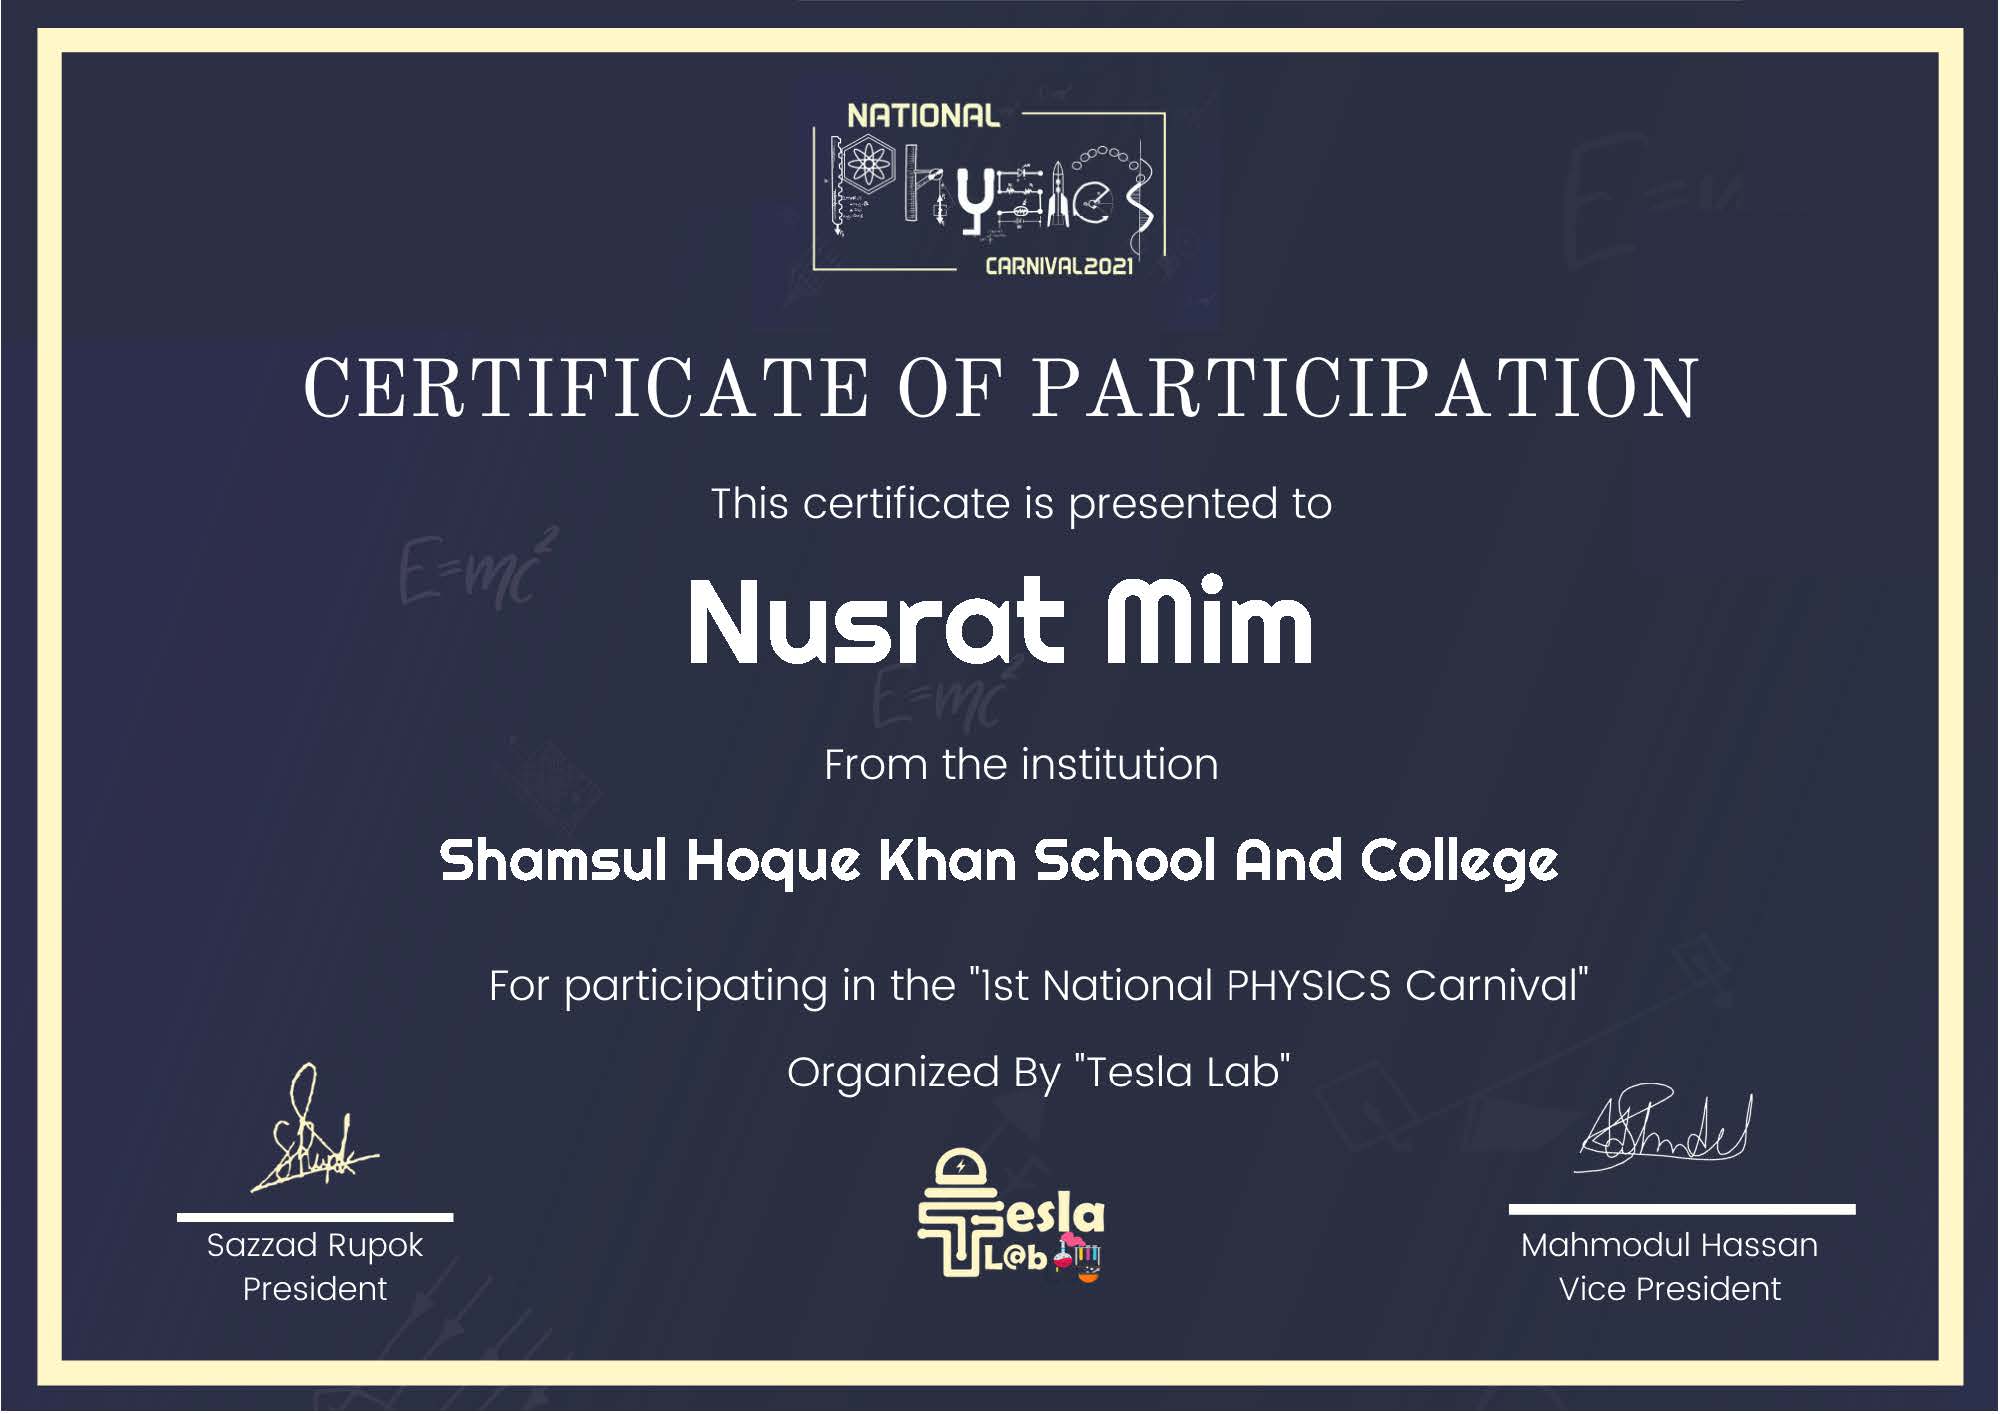 NATIONAL
Physics
CARNIVAL2021
CERTIFICATE OF PARTICIPATION
This certificate is presented to
E=mc²
Nusrat Mim
E=mc²
From the institution
Shamsul Hoque Khan School And College
For participating in the "1st National PHYSICS Carnival"
Organized By "Tesla Lab"
Tesla
L@b
Sazzad Rupok
President
Mahmodul Hassan
Vice President